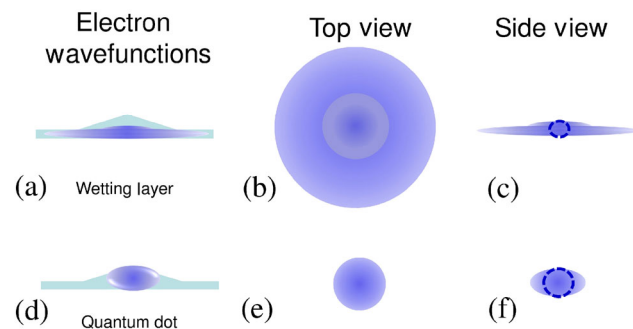 Electron
wavefunctions
Top view
Side view
(a)
Wetting layer
(b)
(c)
(d)
Quantum dot
(e)
(f)